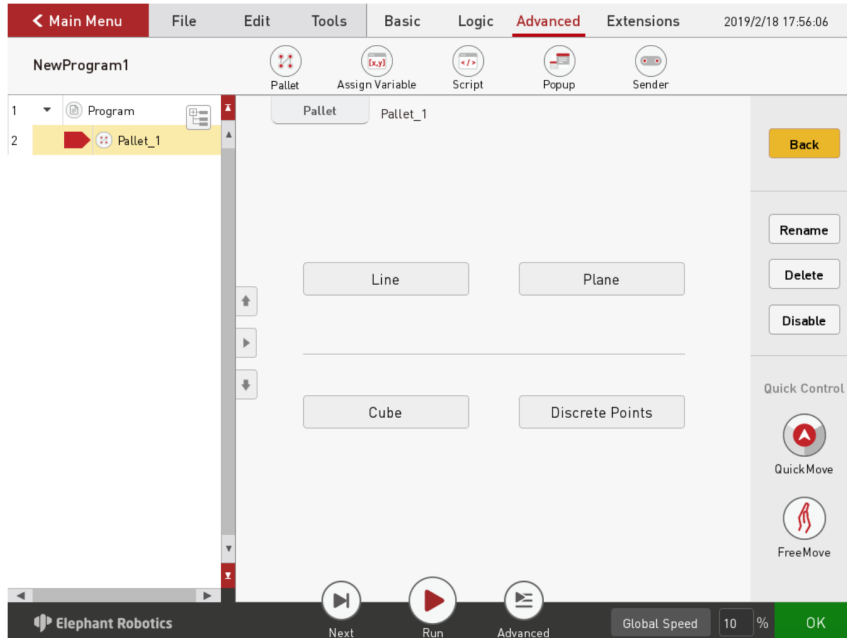 Main Menu File Edit Tools Basic Logic Advanced Extensions 2019/2/18 17:56:06
NewProgram1
[x,y] </>
Pallet Assign Variable Script Popup Sender
1 Program
Pallet Pallet_1
2 Pallet_1
Back
Rename
Line Plane Delete
Disable
Quick Control
Cube Discrete Points
QuickMove
FreeMove
Elephant Robotics Next Run Advanced Global Speed 10 % OK